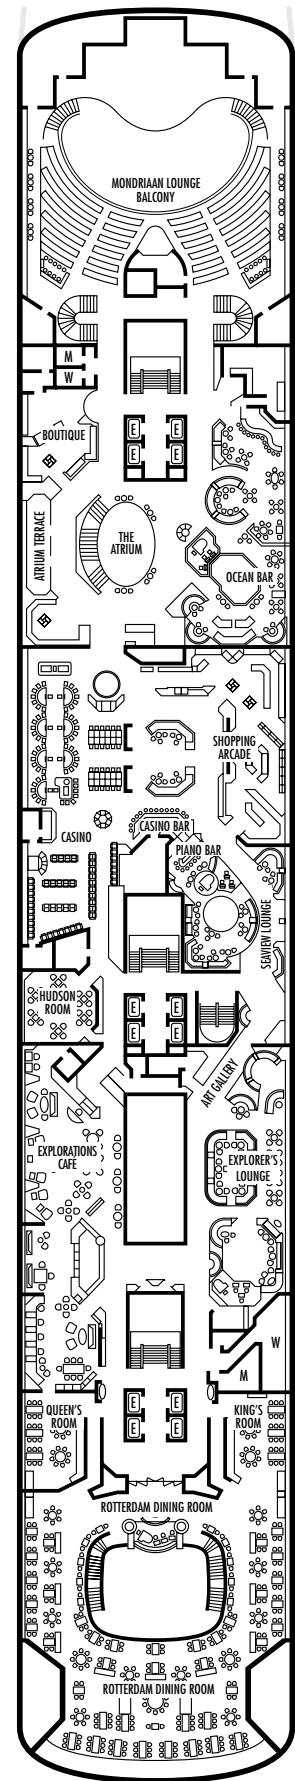 MONDRIAAN LOUNGE
BALCONY
M
W
E E
E E
BOUTIQUE
ATRIUM TERRACE
THE
ATRIUM
OCEAN BAR
SHOPPING
ARCADE
CASINO
CASINO BAR
PIANO BAR
SEAVIEW LOUNGE
HUDSON
ROOM
E E
E E
ART GALLERY
EXPLORATIONS
CAFE
EXPLORER'S
LOUNGE
W
M
E E
E E
QUEEN'S
ROOM
KING'S
ROOM
ROTTERDAM DINING ROOM
ROTTERDAM DINING ROOM